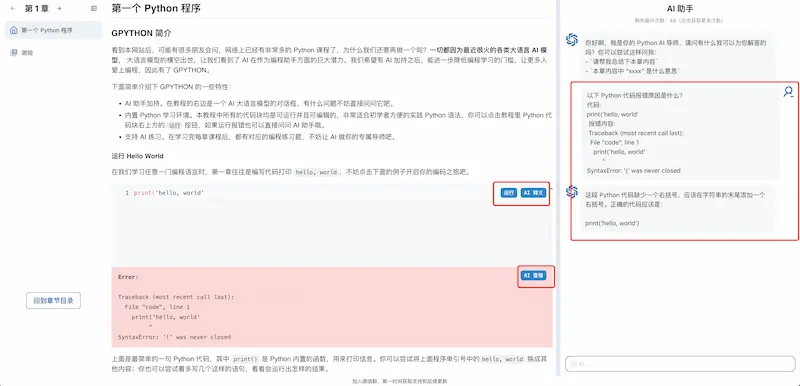 第 1 章
第一个 Python 程序
测验
回到章节目录
第一个 Python 程序
GPYTHON 简介
看到本网站后，可能有很多朋友会问，网络上已经有非常多的 Python 课程了，为什么我们还要再做一个呢？一切都因为最近很火的各类大语言 AI 模
型，大语言模型的横空出世，让我们看到了 AI 在作为编程助手方面的巨大潜力。我们希望有 AI 加持之后，能进一步降低编程学习的门槛，让更多人
爱上编程，因此有了 GPYTHON。
下面简单介绍下 GPYTHON 的一些特性：
• AI 助手加持。在教程的右边是一个 AI 大语言模型的对话框，有什么问题不妨直接问问它吧。
• 内置 Python 学习环境。本教程中所有的代码块均是可运行并且可编辑的，非常适合初学者方便的实践 Python 语法，你可以点击教程里 Python 代
码块右上方的 运行 按钮，如果运行报错也可以直接问问 AI 助手哦。
• 支持 AI 练习。在学习完每章课程后，都有对应的编程练习题，不妨让 AI 做你的专属导师吧。
运行 Hello World
在我们学习任意一门编程语言时，第一章往往是编写代码打印 hello, world，不妨点击下面的例子开启你的编码之旅吧。
1 print('hello, world'
运行
AI 释义
AI 查错
Error:
Traceback (most recent call last):
File "code", line 1
print('hello, world'
^
SyntaxError: '(' was never closed
上面是最简单的一句 Python 代码，其中 print() 是 Python 内置的函数，用来打印信息。你可以尝试将上面程序单引号中的 hello, world 换成其
他内容；你也可以尝试看多写几个这样的语句，看看会运行出怎样的结果。
加入微信群，第一时间获取支持和后续更新
AI 助手
你好啊，我是你的 Python AI 导师，请问有什么我可以为你解答的
吗？你可以尝试这样问我：
- `请帮我总结下本章内容`
- `本章内容中 "xxxx" 是什么意思`
以下 Python 代码报错原因是什么？
代码:
print('hello, world'
报错内容:
Traceback (most recent call last):
File "code", line 1
print('hello, world'
^
SyntaxError: '(' was never closed
这段 Python 代码缺少一个右括号，应该在字符串的末尾添加一个
右括号。正确的代码应该是：
print('hello, world')
问 AI...